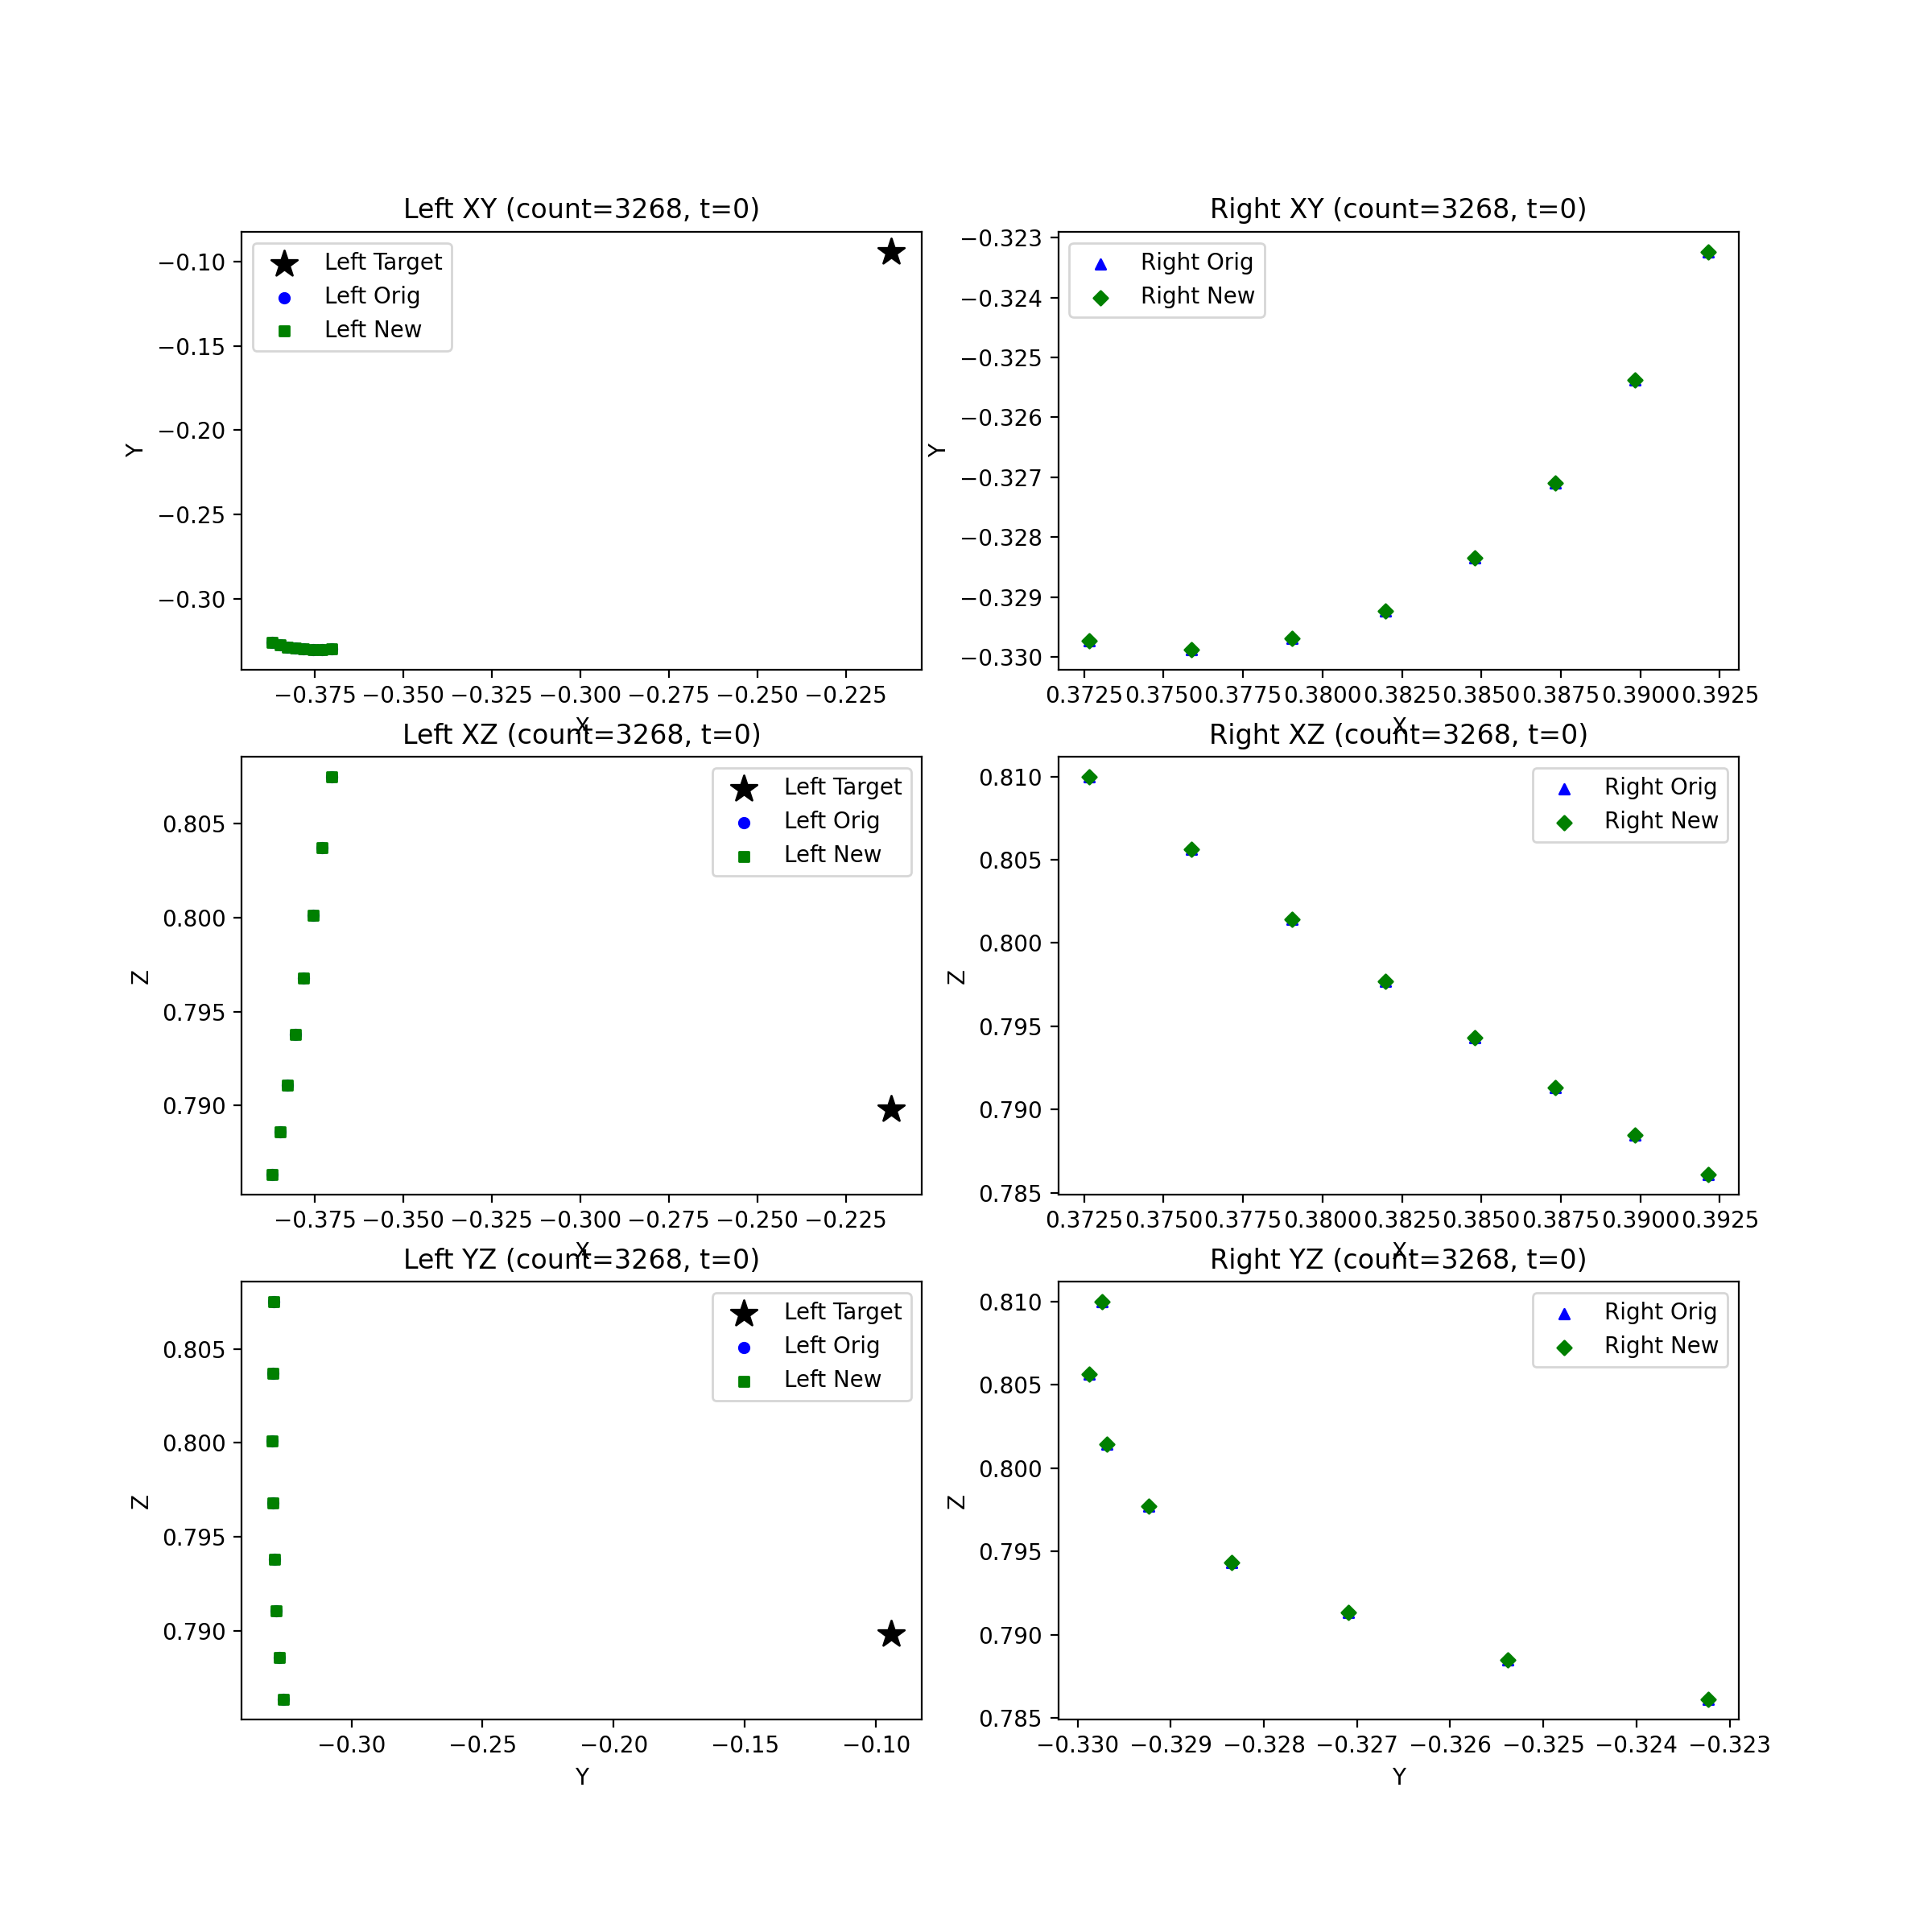 Left XY (count=3268, t=0)
Left Target
Left Orig
Left New
−0.10
−0.15
−0.20
−0.25
−0.30
Y
−0.375 −0.350 −0.325 −0.300 −0.275 −0.250 −0.225
X
Right XY (count=3268, t=0)
Right Orig
Right New
−0.323
−0.324
−0.325
−0.326
−0.327
−0.328
−0.329
−0.330
Y
0.3725 0.3750 0.3775 0.3800 0.3825 0.3850 0.3875 0.3900 0.3925
X
Left XZ (count=3268, t=0)
Left Target
Left Orig
Left New
0.805
0.800
0.795
0.790
Z
−0.375 −0.350 −0.325 −0.300 −0.275 −0.250 −0.225
X
Right XZ (count=3268, t=0)
Right Orig
Right New
0.810
0.805
0.800
0.795
0.790
0.785
Z
0.3725 0.3750 0.3775 0.3800 0.3825 0.3850 0.3875 0.3900 0.3925
X
Left YZ (count=3268, t=0)
Left Target
Left Orig
Left New
0.805
0.800
0.795
0.790
Z
−0.30 −0.25 −0.20 −0.15 −0.10
Y
Right YZ (count=3268, t=0)
Right Orig
Right New
0.810
0.805
0.800
0.795
0.790
0.785
Z
−0.330 −0.329 −0.328 −0.327 −0.326 −0.325 −0.324 −0.323
Y